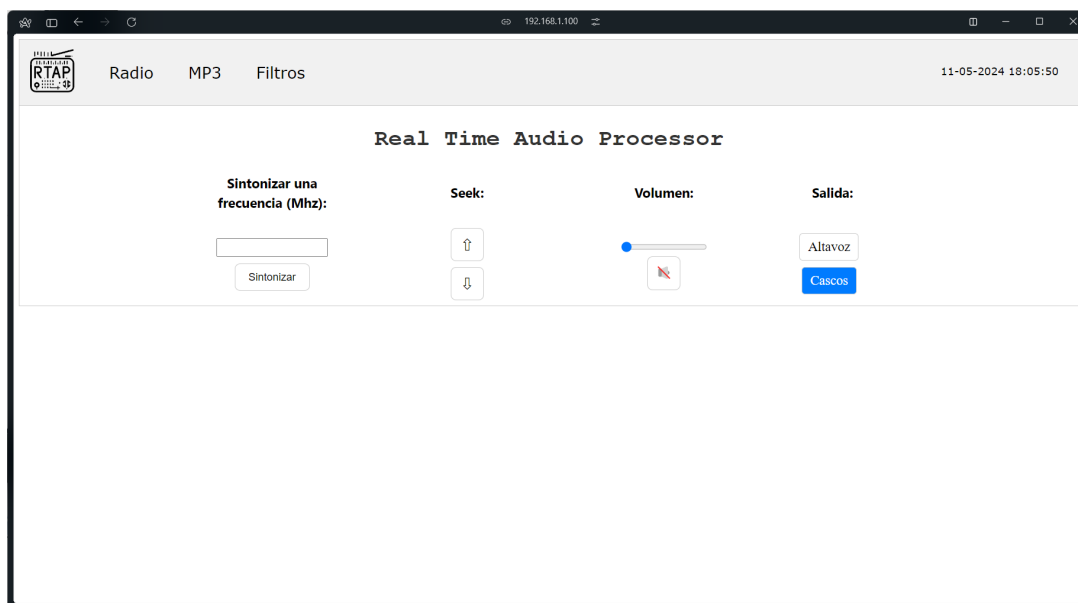 192.168.1.100
RTAP
Radio MP3 Filtros
11-05-2024 18:05:50
Real Time Audio Processor
Sintonizar una
frecuencia (Mhz):
Sintonizar
Seek:
⇧
⇩
Volumen:
Salida:
Altavoz
Cascos